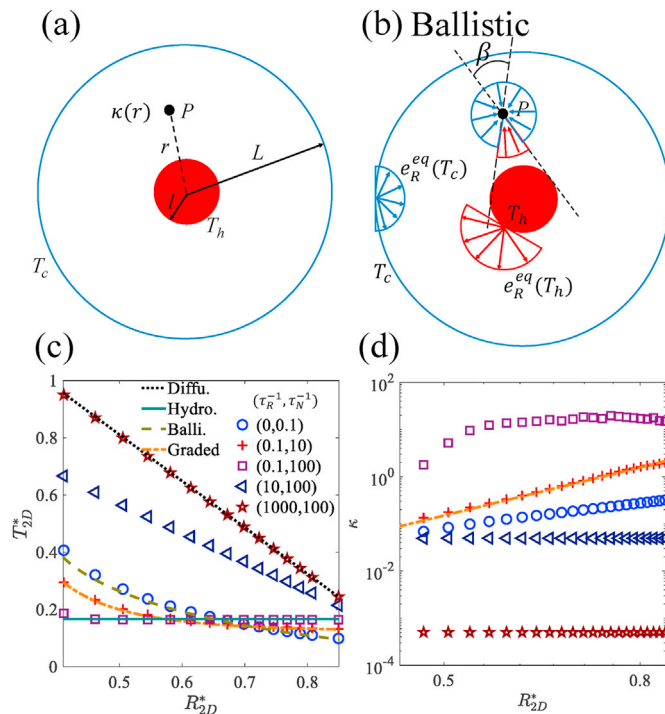 (a)
κ(r)
P
r
L
l
T_h
T_c
(b) Ballistic
β
P
e_R^{eq}(T_c)
T_h
T_c
e_R^{eq}(T_h)
(c)
1
0.8
0.6
0.4
0.2
0
T^*_{2D}
0.5
0.6
0.7
0.8
R^*_{2D}
Diffu.
Hydro.
Balli.
Graded
(τ_R^{-1}, τ_N^{-1})
(0,0.1)
(0.1,10)
(0.1,100)
(10,100)
(1000,100)
(d)
10^2
10^0
10^{-2}
10^{-4}
κ
0.5
0.8
R^*_{2D}